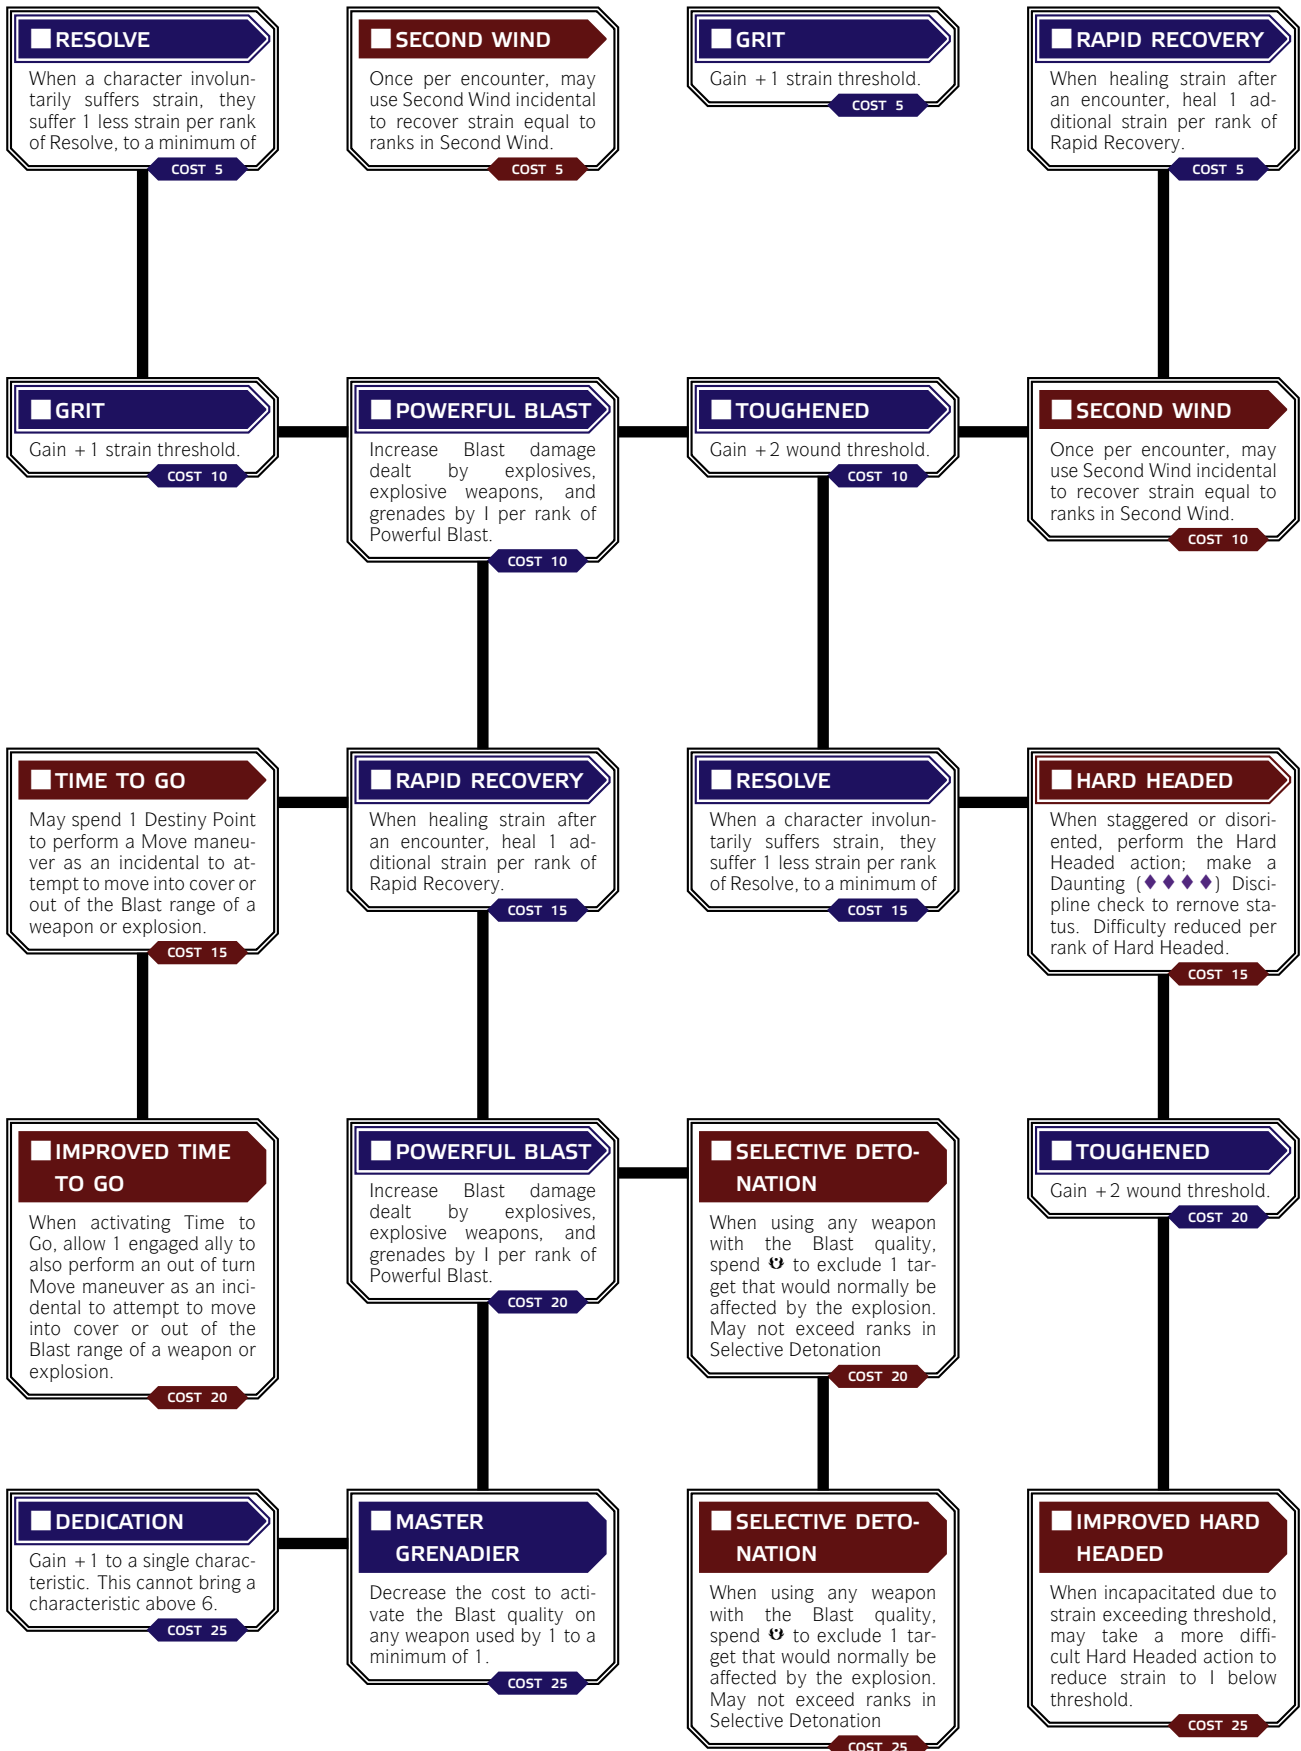 RESOLVE
When a character involun-
tarily suffers strain, they
suffer 1 less strain per rank
of Resolve, to a minimum of
COST 5
SECOND WIND
Once per encounter, may
use Second Wind incidental
to recover strain equal to
ranks in Second Wind.
COST 5
GRIT
Gain +1 strain threshold.
COST 5
RAPID RECOVERY
When healing strain after
an encounter, heal 1 ad-
ditional strain per rank of
Rapid Recovery.
COST 5
GRIT
Gain +1 strain threshold.
COST 10
POWERFUL BLAST
Increase Blast damage
dealt by explosives,
explosive weapons, and
grenades by I per rank of
Powerful Blast.
COST 10
TOUGHENED
Gain +2 wound threshold.
COST 10
SECOND WIND
Once per encounter, may
use Second Wind incidental
to recover strain equal to
ranks in Second Wind.
COST 10
TIME TO GO
May spend 1 Destiny Point
to perform a Move maneu-
ver as an incidental to at-
tempt to move into cover or
out of the Blast range of a
weapon or explosion.
COST 15
RAPID RECOVERY
When healing strain after
an encounter, heal 1 ad-
ditional strain per rank of
Rapid Recovery.
COST 15
RESOLVE
When a character involun-
tarily suffers strain, they
suffer 1 less strain per rank
of Resolve, to a minimum of
COST 15
HARD HEADED
When staggered or disori-
ented, perform the Hard
Headed action; make a
Daunting (♦ ♦ ♦ ♦) Disci-
pline check to rernove sta-
tus. Difficulty reduced per
rank of Hard Headed.
COST 15
IMPROVED TIME
TO GO
When activating Time to
Go, allow 1 engaged ally to
also perform an out of turn
Move maneuver as an inci-
dental to attempt to move
into cover or out of the
Blast range of a weapon or
explosion.
COST 20
POWERFUL BLAST
Increase Blast damage
dealt by explosives,
explosive weapons, and
grenades by I per rank of
Powerful Blast.
COST 20
SELECTIVE DETO-
NATION
When using any weapon
with the Blast quality,
spend to exclude 1 tar-
get that would normally be
affected by the explosion.
May not exceed ranks in
Selective Detonation
COST 20
TOUGHENED
Gain +2 wound threshold.
COST 20
DEDICATION
Gain +1 to a single charac-
teristic. This cannot bring a
characteristic above 6.
COST 25
MASTER
GRENADIER
Decrease the cost to acti-
vate the Blast quality on
any weapon used by 1 to a
minimum of 1.
COST 25
SELECTIVE DETO-
NATION
When using any weapon
with the Blast quality,
spend to exclude 1 tar-
get that would normally be
affected by the explosion.
May not exceed ranks in
Selective Detonation
COST 25
IMPROVED HARD
HEADED
When incapacitated due to
strain exceeding threshold,
may take a more diffi-
cult Hard Headed action to
reduce strain to I below
threshold.
COST 25